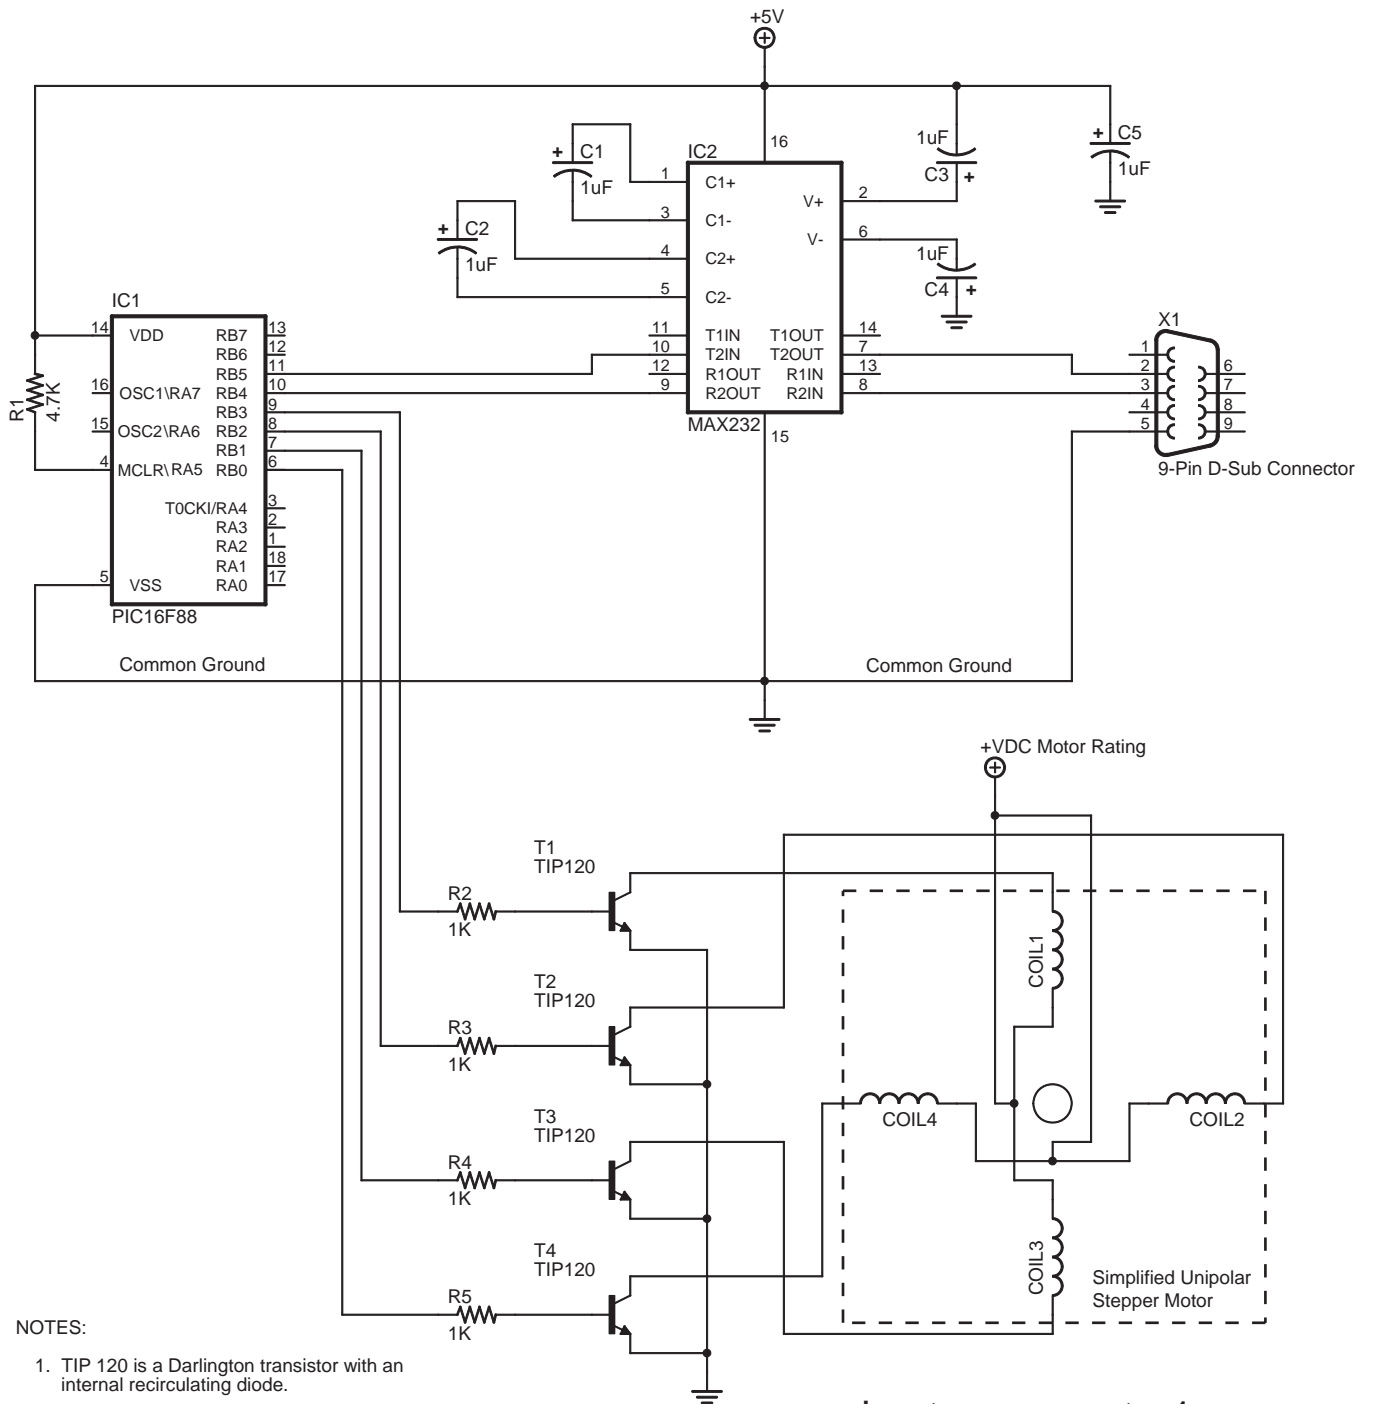 +5V
16
IC2
C1
+
1uF
1
C1+
3
C1-
C2
+
1uF
4
C2+
5
C2-
V+
2
V-
6
1uF
C3
+
1uF
C4
+
+
C5
1uF
11
T1IN
10
T2IN
12
R1OUT
9
R2OUT
T1OUT
14
T2OUT
7
R1IN
13
R2IN
8
MAX232
15
X1
1
2
3
4
5
6
7
8
9
9-Pin D-Sub Connector
IC1
14
VDD
16
OSC1\RA7
15
OSC2\RA6
4
MCLR\RA5
5
VSS
RB7
13
RB6
12
RB5
11
RB4
10
RB3
9
RB2
8
RB1
7
RB0
6
T0CKI/RA4
3
RA3
2
RA2
1
RA1
18
RA0
17
PIC16F88
R1
4.7K
Common Ground
Common Ground
+VDC Motor Rating
T1
TIP120
R2
1K
T2
TIP120
R3
1K
T3
TIP120
R4
1K
T4
TIP120
R5
1K
COIL1
COIL4
COIL2
COIL3
Simplified Unipolar
Stepper Motor
NOTES:
1. TIP 120 is a Darlington transistor with an
internal recirculating diode.